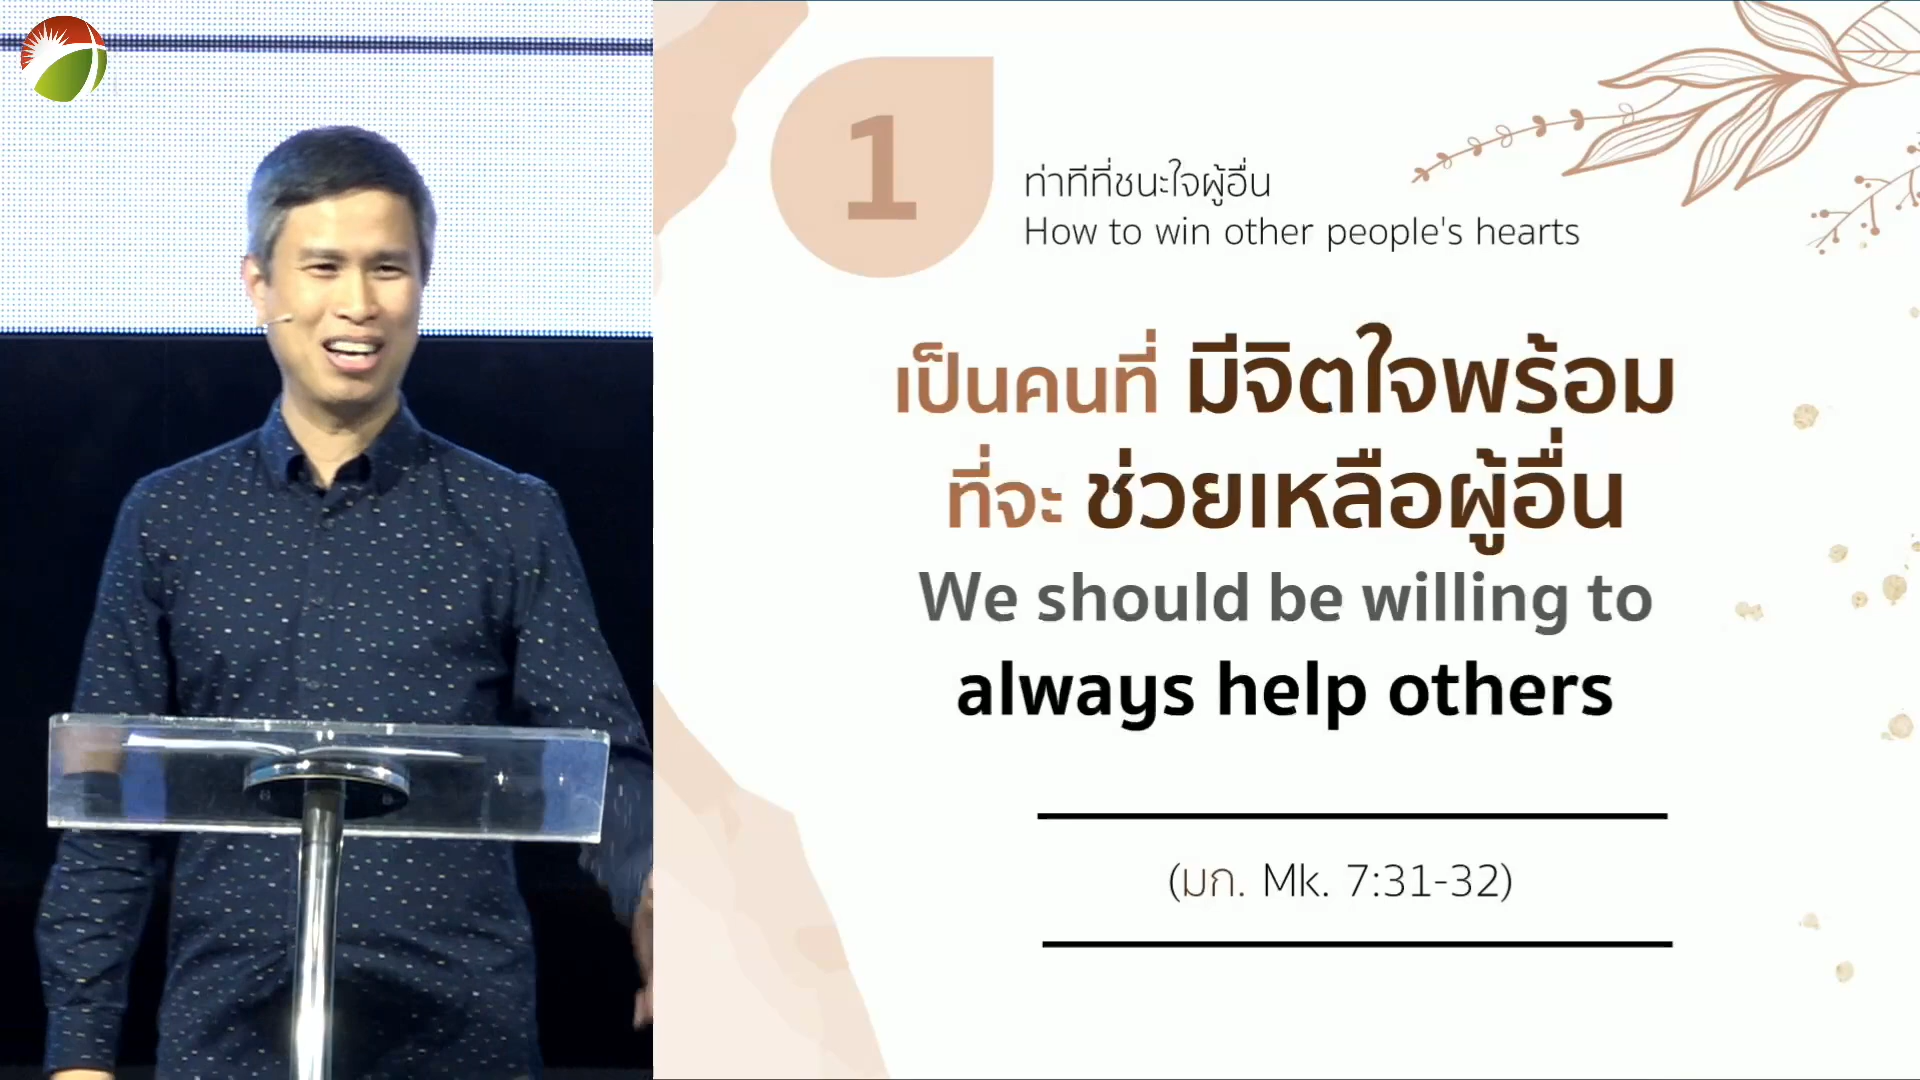 1
ท่าทีที่ชนะใจผู้อื่น
How to win other people's hearts
เป็นคนที่ มีจิตใจพร้อม
ที่จะ ช่วยเหลือผู้อื่น
We should be willing to
always help others
(มก. Mk. 7:31-32)